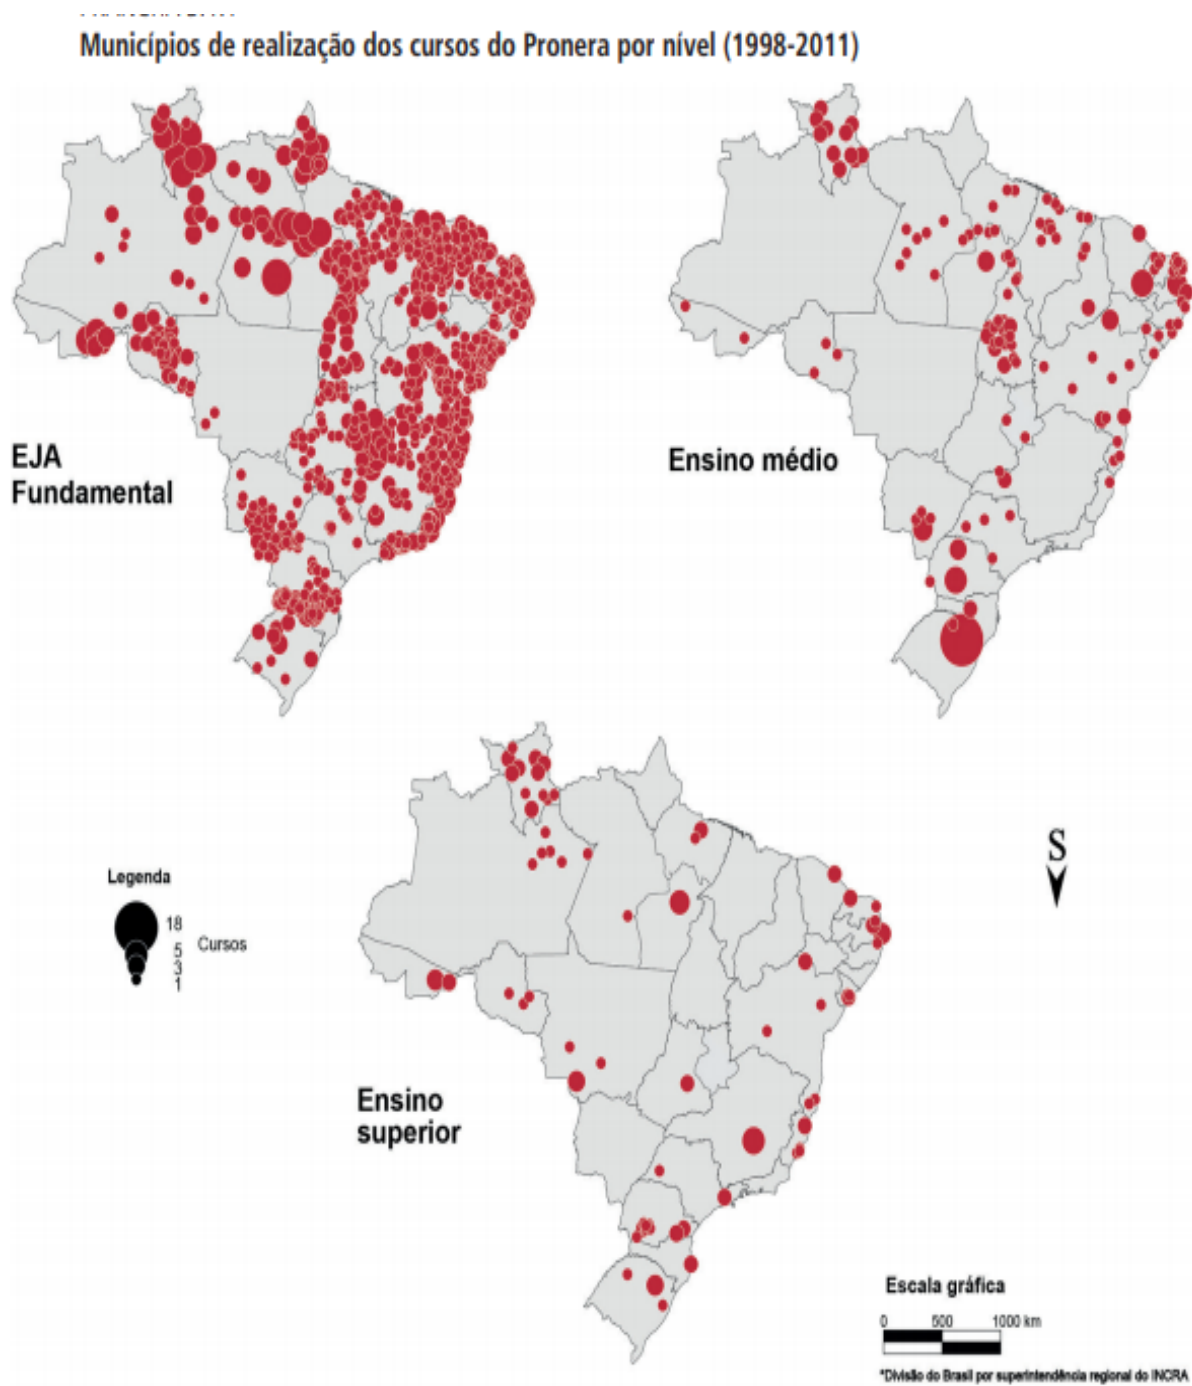 Municípios de realização dos cursos do Pronera por nível (1998-2011)
EJA
Fundamental
Ensino médio
Ensino
superior
Legenda
18
5
3
1
Cursos
S
Escala gráfica
0 500 1000 km
*Divisão do Brasil por superintendência regional do INCRA